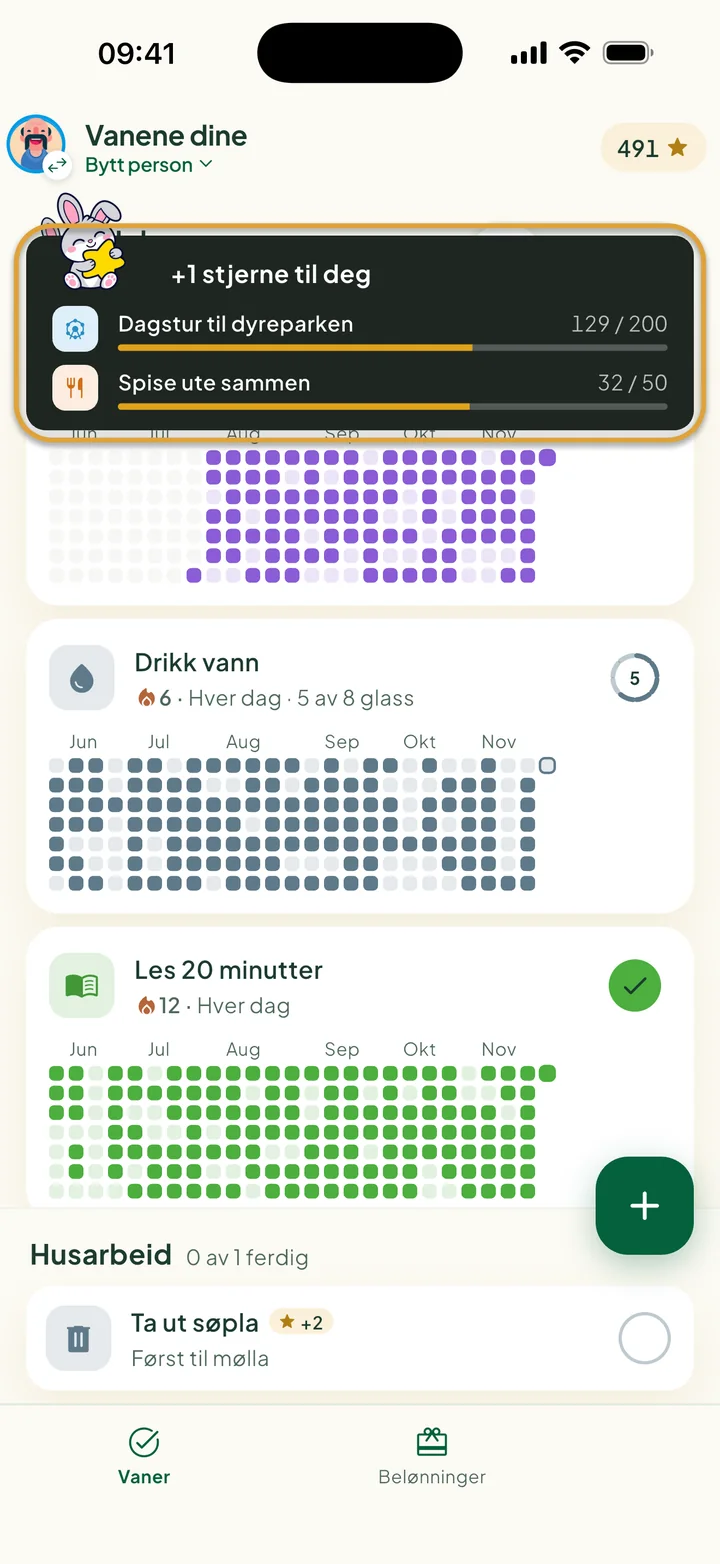 09:41
Vanene dine
Bytt person
491
+1 stjerne til deg
Dagstur til dyreparken 129 / 200
Spise ute sammen 32 / 50
Jun Jul Aug Sep Okt Nov
Drikk vann
6 · Hver dag · 5 av 8 glass
5
Jun Jul Aug Sep Okt Nov
Les 20 minutter
12 · Hver dag
Jun Jul Aug Sep Okt Nov
Husarbeid 0 av 1 ferdig
Ta ut søpla +2
Først til mølla
Vaner
Belønninger